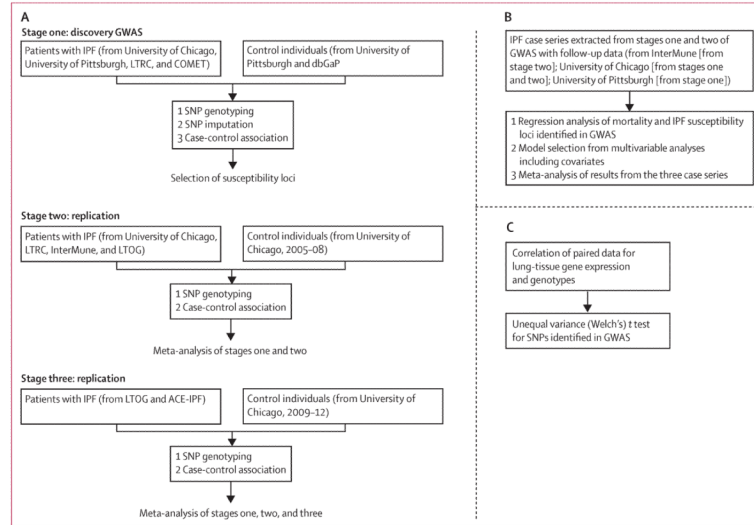 A
Stage one: discovery GWAS
Patients with IPF (from University of Chicago,
University of Pittsburgh, LTRC, and COMET)
Control individuals (from University of
Pittsburgh and dbGaP
1 SNP genotyping
2 SNP imputation
3 Case-control association
Selection of susceptibility loci
Stage two: replication
Patients with IPF (from University of Chicago,
LTRC, InterMune, and LTOG)
Control individuals (from University of
Chicago, 2005–08)
1 SNP genotyping
2 Case-control association
Meta-analysis of stages one and two
Stage three: replication
Patients with IPF (from LTOG and ACE-IPF)
Control individuals (from University of
Chicago, 2009–12)
1 SNP genotyping
2 Case-control association
Meta-analysis of stages one, two, and three
B
IPF case series extracted from stages one and two of
GWAS with follow-up data (from InterMune [from
stage two]; University of Chicago [from stages one
and two]; University of Pittsburgh [from stage one])
1 Regression analysis of mortality and IPF susceptibility
loci identified in GWAS
2 Model selection from multivariable analyses
including covariates
3 Meta-analysis of results from the three case series
C
Correlation of paired data for
lung-tissue gene expression
and genotypes
Unequal variance (Welch's) t test
for SNPs identified in GWAS